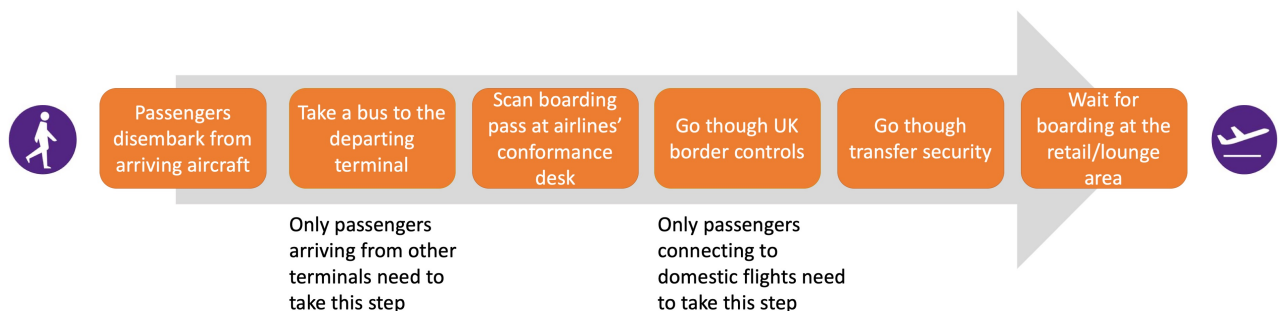 Passengers
disembark from
arriving aircraft
Take a bus to the
departing
terminal
Scan boarding
pass at airlines’
conformance
desk
Go though UK
border controls
Go though
transfer security
Wait for
boarding at the
retail/lounge
area
Only passengers
arriving from other
terminals need to
take this step
Only passengers
connecting to
domestic flights need
to take this step